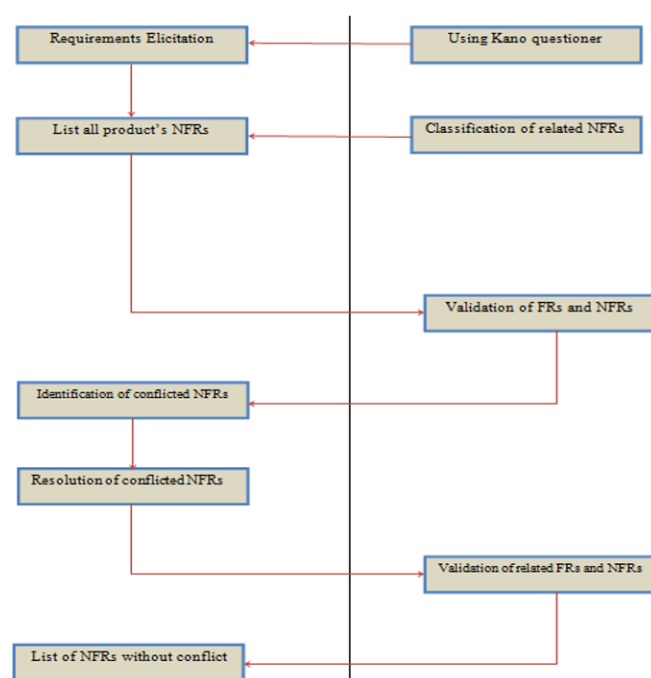 Requirements Elicitation
Using Kano questioner
List all product's NFRs
Classification of related NFRs
Validation of FRs and NFRs
Identification of conflicted NFRs
Resolution of conflicted NFRs
Validation of related FRs and NFRs
List of NFRs without conflict